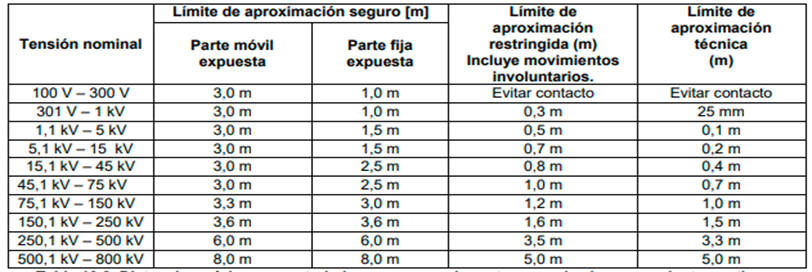 Tensión nominal
Límite de aproximación seguro [m]
Parte móvil
expuesta
Parte fija
expuesta
Límite de
aproximación
restringida (m)
Incluye movimientos
involuntarios.
Límite de
aproximación
técnica
(m)
100 V – 300 V 3,0 m 1,0 m Evitar contacto Evitar contacto
301 V – 1 kV 3,0 m 1,0 m 0,3 m 25 mm
1,1 kV – 5 kV 3,0 m 1,5 m 0,5 m 0,1 m
5,1 kV – 15 kV 3,0 m 1,5 m 0,7 m 0,2 m
15,1 kV – 45 kV 3,0 m 2,5 m 0,8 m 0,4 m
45,1 kV – 75 kV 3,0 m 2,5 m 1,0 m 0,7 m
75,1 kV – 150 kV 3,3 m 3,0 m 1,2 m 1,0 m
150,1 kV – 250 kV 3,6 m 3,6 m 1,6 m 1,5 m
250,1 kV – 500 kV 6,0 m 6,0 m 3,5 m 3,3 m
500,1 kV – 800 kV 8,0 m 8,0 m 5,0 m 5,0 m